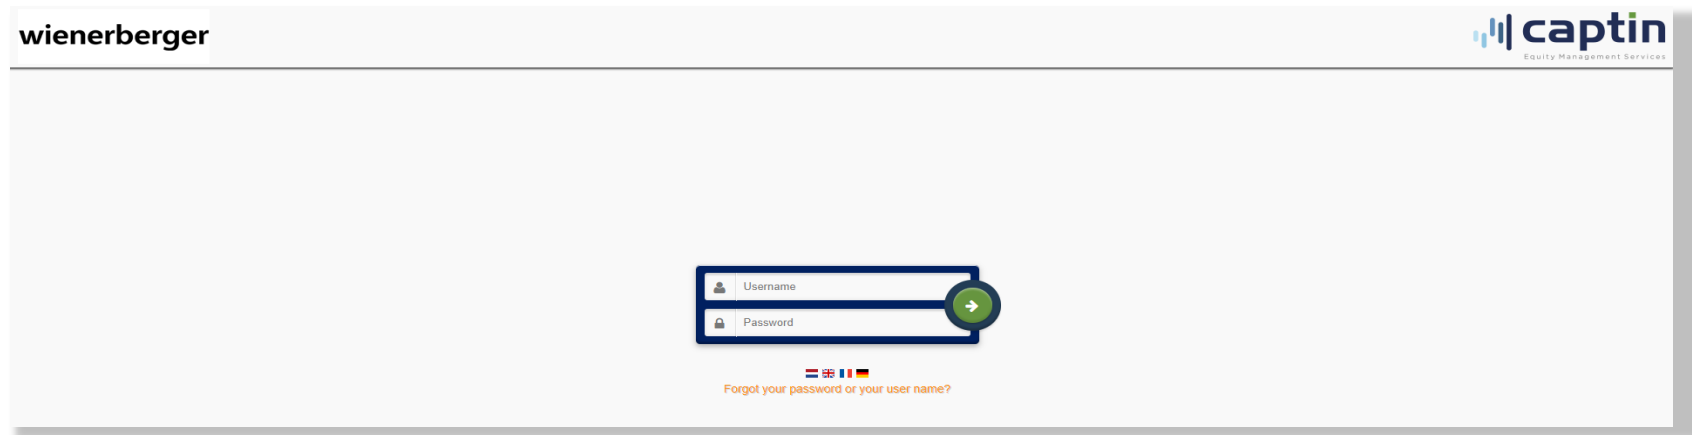 wienerberger
captin
Equity Management Services
Username
Password
Forgot your password or your user name?